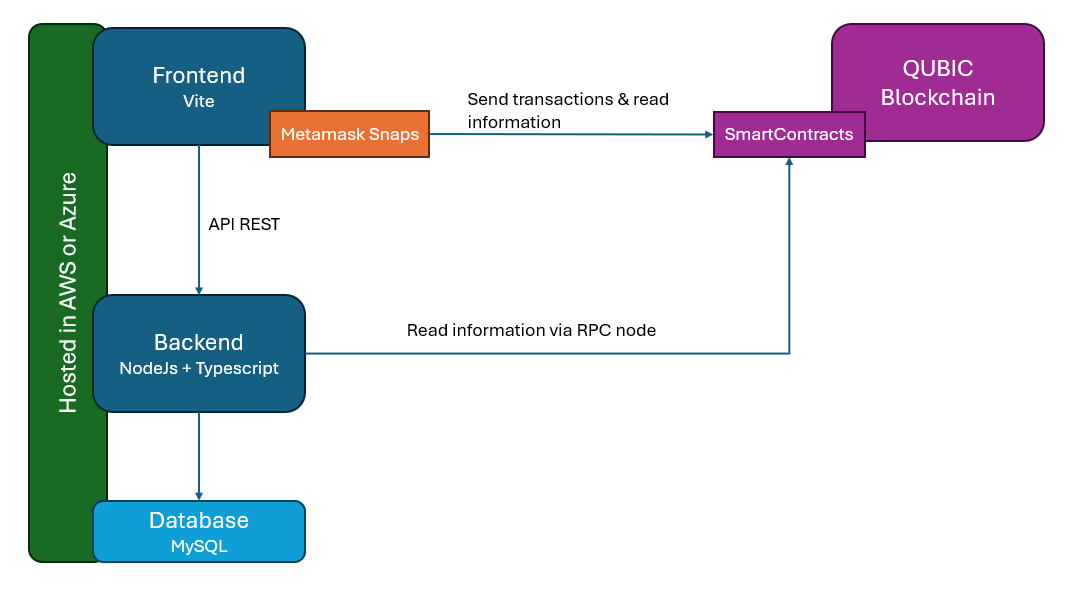 Hosted in AWS or Azure
Frontend
Vite
Metamask Snaps
Send transactions & read
information
QUBIC
Blockchain
SmartContracts
API REST
Backend
NodeJs + Typescript
Read information via RPC node
Database
MySQL